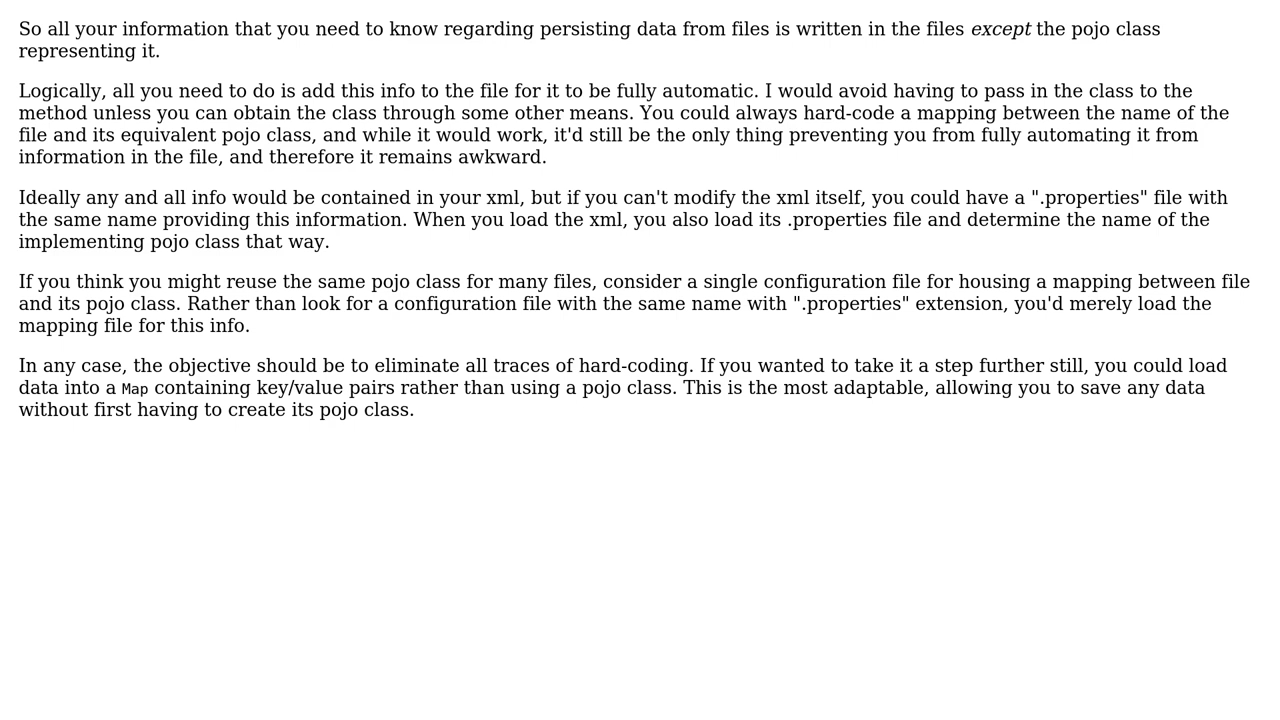 So all your information that you need to know regarding persisting data from files is written in the files except the pojo class
representing it.
Logically, all you need to do is add this info to the file for it to be fully automatic. I would avoid having to pass in the class to the
method unless you can obtain the class through some other means. You could always hard-code a mapping between the name of the
file and its equivalent pojo class, and while it would work, it'd still be the only thing preventing you from fully automating it from
information in the file, and therefore it remains awkward.
Ideally any and all info would be contained in your xml, but if you can't modify the xml itself, you could have a ".properties" file with
the same name providing this information. When you load the xml, you also load its .properties file and determine the name of the
implementing pojo class that way.
If you think you might reuse the same pojo class for many files, consider a single configuration file for housing a mapping between file
and its pojo class. Rather than look for a configuration file with the same name with ".properties" extension, you'd merely load the
mapping file for this info.
In any case, the objective should be to eliminate all traces of hard-coding. If you wanted to take it a step further still, you could load
data into a Map containing key/value pairs rather than using a pojo class. This is the most adaptable, allowing you to save any data
without first having to create its pojo class.